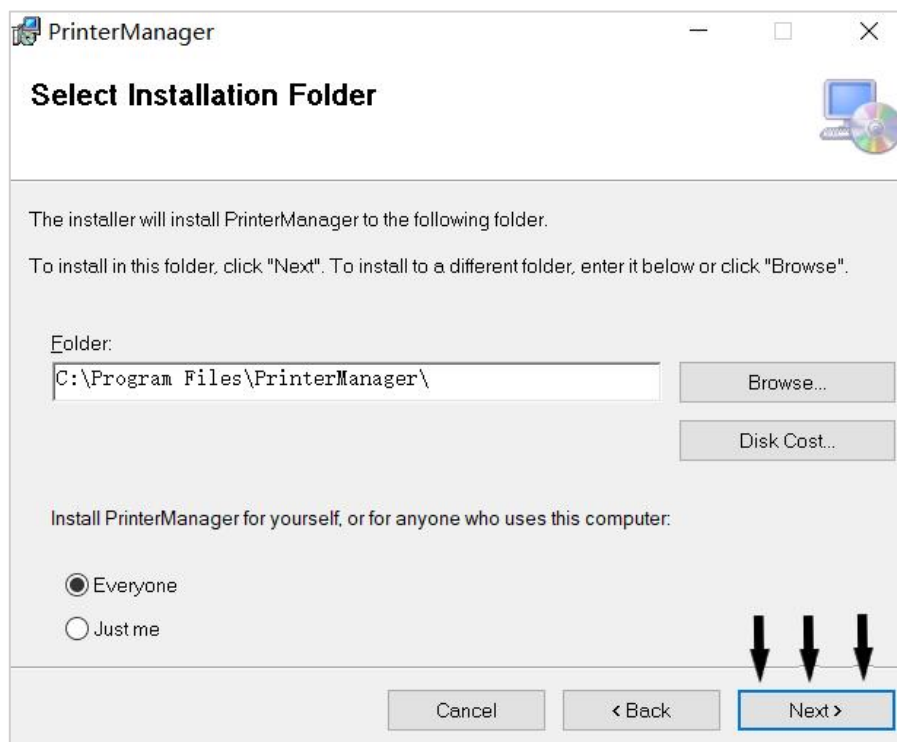 PrinterManager
Select Installation Folder
The installer will install PrinterManager to the following folder.
To install in this folder, click "Next". To install to a different folder, enter it below or click "Browse".
Folder:
C:\Program Files\PrinterManager\
Browse...
Disk Cost...
Install PrinterManager for yourself, or for anyone who uses this computer:
Everyone
Just me
Cancel
< Back
Next >